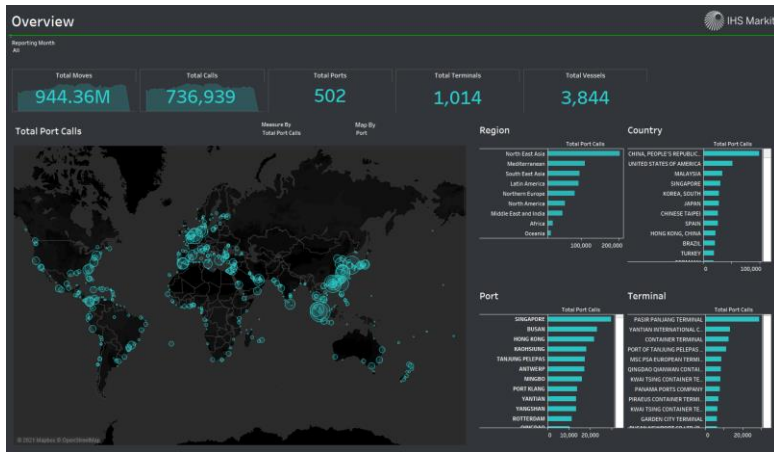 Overview
IHS Markit
Reporting Month
All
Total Moves
944.36M
Total Calls
736,939
Total Ports
502
Total Terminals
1,014
Total Vessels
3,844
Total Port Calls
Measure By
Total Port Calls
Map By
Port
© 2021 Mapbox © OpenStreetMap
Region
Total Port Calls
North East Asia
Mediterranean
South East Asia
Latin America
Northern Europe
North America
Middle East and India
Africa
Oceania
100,000 200,000
Country
Total Port Calls
CHINA, PEOPLE'S REPUBLIC..
UNITED STATES OF AMERICA
MALAYSIA
SINGAPORE
KOREA, SOUTH
JAPAN
CHINESE TAIPEI
SPAIN
HONG KONG, CHINA
BRAZIL
TURKEY
0 100,000
Port
Total Port Calls
SINGAPORE
BUSAN
HONG KONG
KAOHSIUNG
TANJUNG PELEPAS
ANTWERP
NINGBO
PORT KLANG
YANTIAN
YANGSHAN
ROTTERDAM
0 10,000 20,000
Terminal
Total Port Calls
PASIR PANJANG TERMINAL
YANTIAN INTERNATIONAL C..
CONTAINER TERMINAL
PORT OF TANJUNG PELEPAS ..
MSC PSA EUROPEAN TERMI..
QINGDAO QIANWAN CONTAI..
KWAI TSING CONTAINER TE..
PANAMA PORTS COMPANY
PIRAEUS CONTAINER TERMI..
KWAI TSING CONTAINER TE..
GARDEN CITY TERMINAL
0 20,000